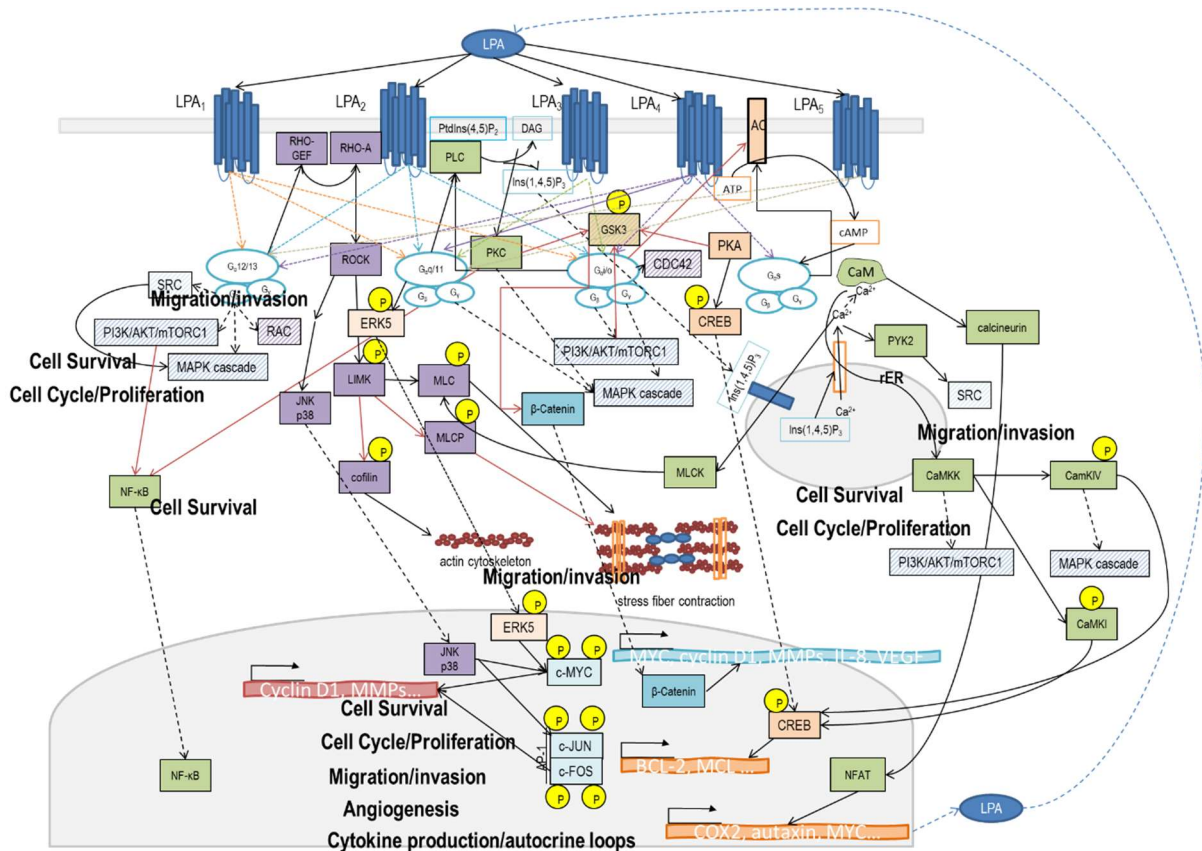 LPA
LPA1
LPA2
LPA3
LPA4
LPA5
AC
PtdIns(4,5)P2
DAG
RHO-
GEF
RHO-A
PLC
Ins(1,4,5)P3
ATP
P
GSK3
PKA
cAMP
Gα12/13
Gγ
ROCK
Gαq/11
Gβ
Gγ
PKC
Gαi/o
Gβ
Gγ
CDC42
Gαs
Gβ
Gγ
CaM
Ca2+
SRC
Migration/invasion
PI3K/AKT/mTORC1
RAC
P
ERK5
P
CREB
Ca2+
calcineurin
PYK2
Cell Survival
MAPK cascade
Cell Cycle/Proliferation
P
LIMK
P
MLC
PI3K/AKT/mTORC1
MAPK cascade
Ins(1,4,5)P3
rER
SRC
JNK
p38
P
MLCP
β-Catenin
Ca2+
Ins(1,4,5)P3
Migration/invasion
P
cofilin
MLCK
CaMKK
P
CamKIV
NF-κB
Cell Survival
Cell Survival
Cell Cycle/Proliferation
actin cytoskeleton
Migration/invasion
stress fiber contraction
PI3K/AKT/mTORC1
MAPK cascade
P
ERK5
P
CaMKI
JNK
p38
P
P
c-MYC
MYC, cyclin D1, MMPs, IL-8, VEGF
Cyclin D1, MMPs...
β-Catenin
Cell Survival
P
CREB
Cell Cycle/Proliferation
P
P
AP-1
c-JUN
c-FOS
P
P
BCL-2, MCL ...
NF-κB
Migration/invasion
NFAT
Angiogenesis
LPA
Cytokine production/autocrine loops
COX2, autaxin, MYC...